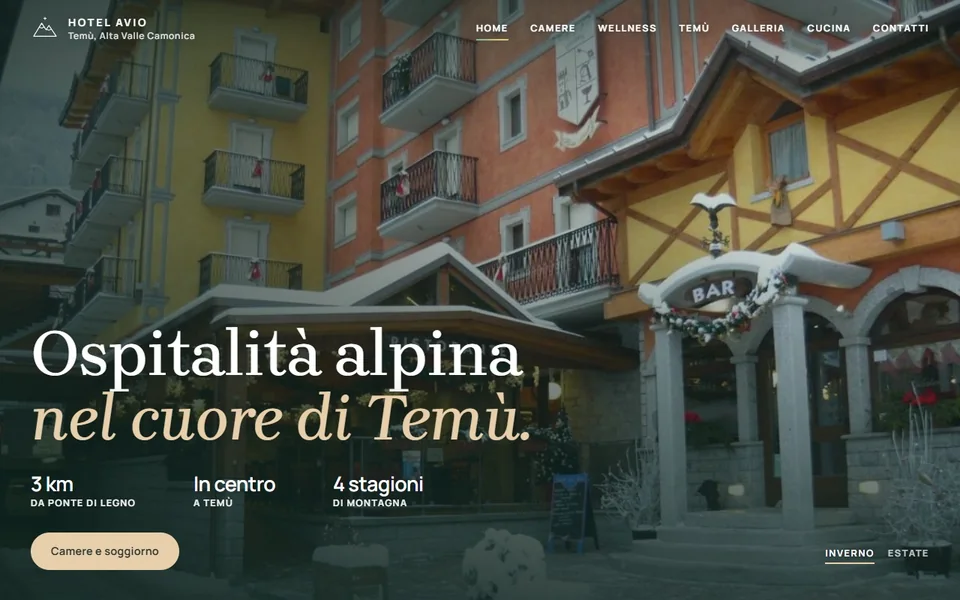 HOTEL AVIO
Temù, Alta Valle Camonica
HOME CAMERE WELLNESS TEMÙ GALLERIA CUCINA CONTATTI
BAR
Ospitalità alpina
nel cuore di Temù.
3 km
DA PONTE DI LEGNO
In centro
A TEMÙ
4 stagioni
DI MONTAGNA
Camere e soggiorno
INVERNO ESTATE